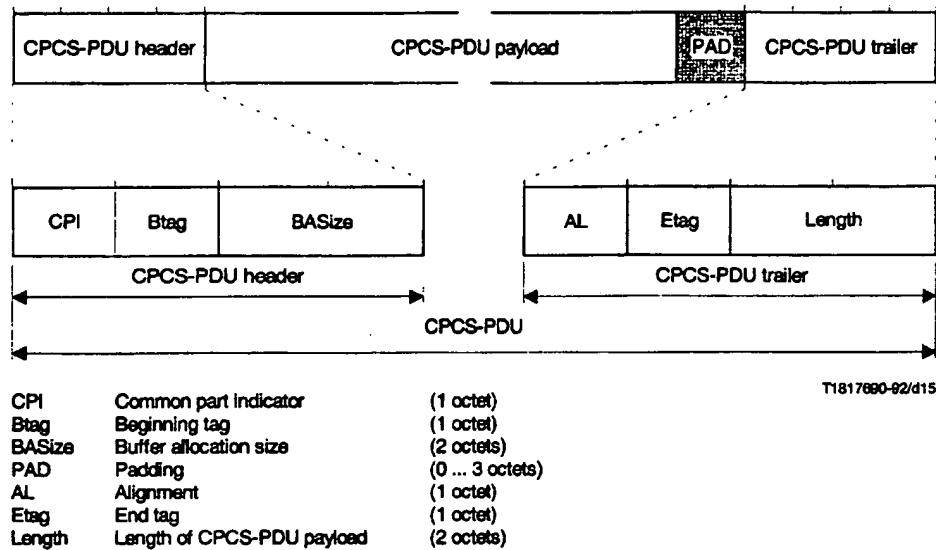 CPCS-PDU header CPCS-PDU payload PAD CPCS-PDU trailer
CPI Btag BASize AL Etag Length
CPCS-PDU header CPCS-PDU trailer
CPCS-PDU
T1817690-92/d15
CPI Common part indicator (1 octet)
Btag Beginning tag (1 octet)
BASize Buffer allocation size (2 octets)
PAD Padding (0 ... 3 octets)
AL Alignment (1 octet)
Etag End tag (1 octet)
Length Length of CPCS-PDU payload (2 octets)